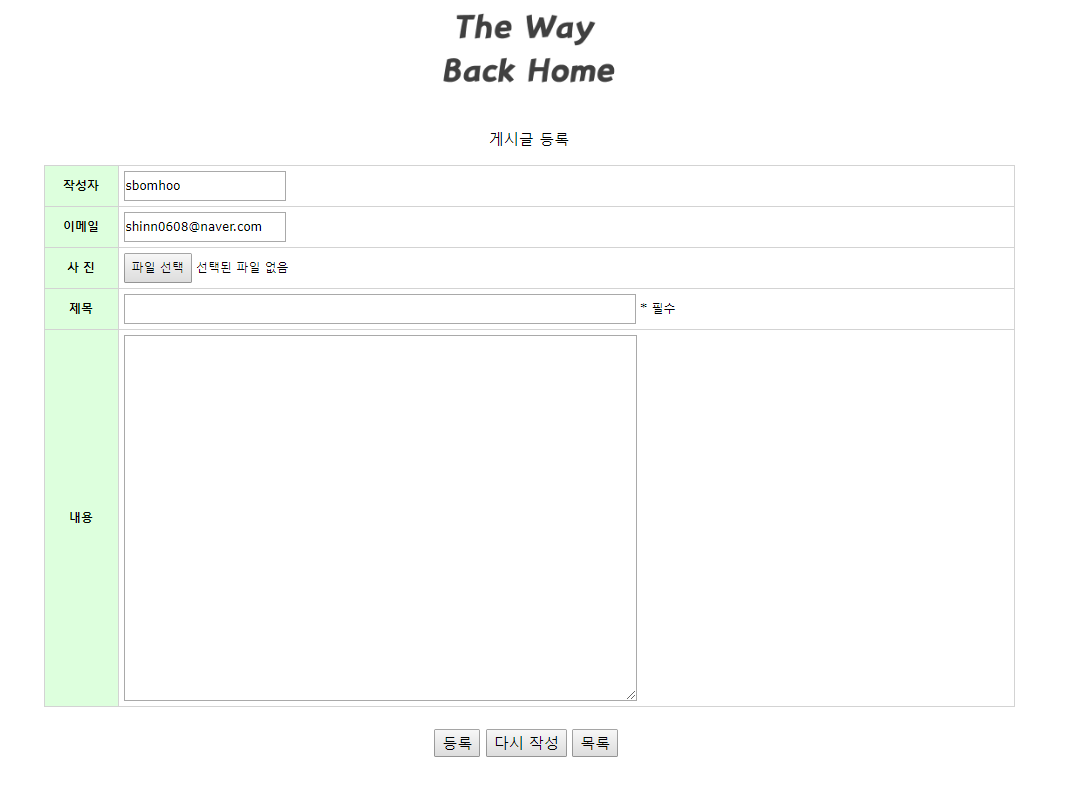 The Way
Back Home
게시글 등록
작성자 sbomhoo
이메일 shinn0608@naver.com
사 진 파일 선택 선택된 파일 없음
제목 * 필수
내용
등록 다시 작성 목록